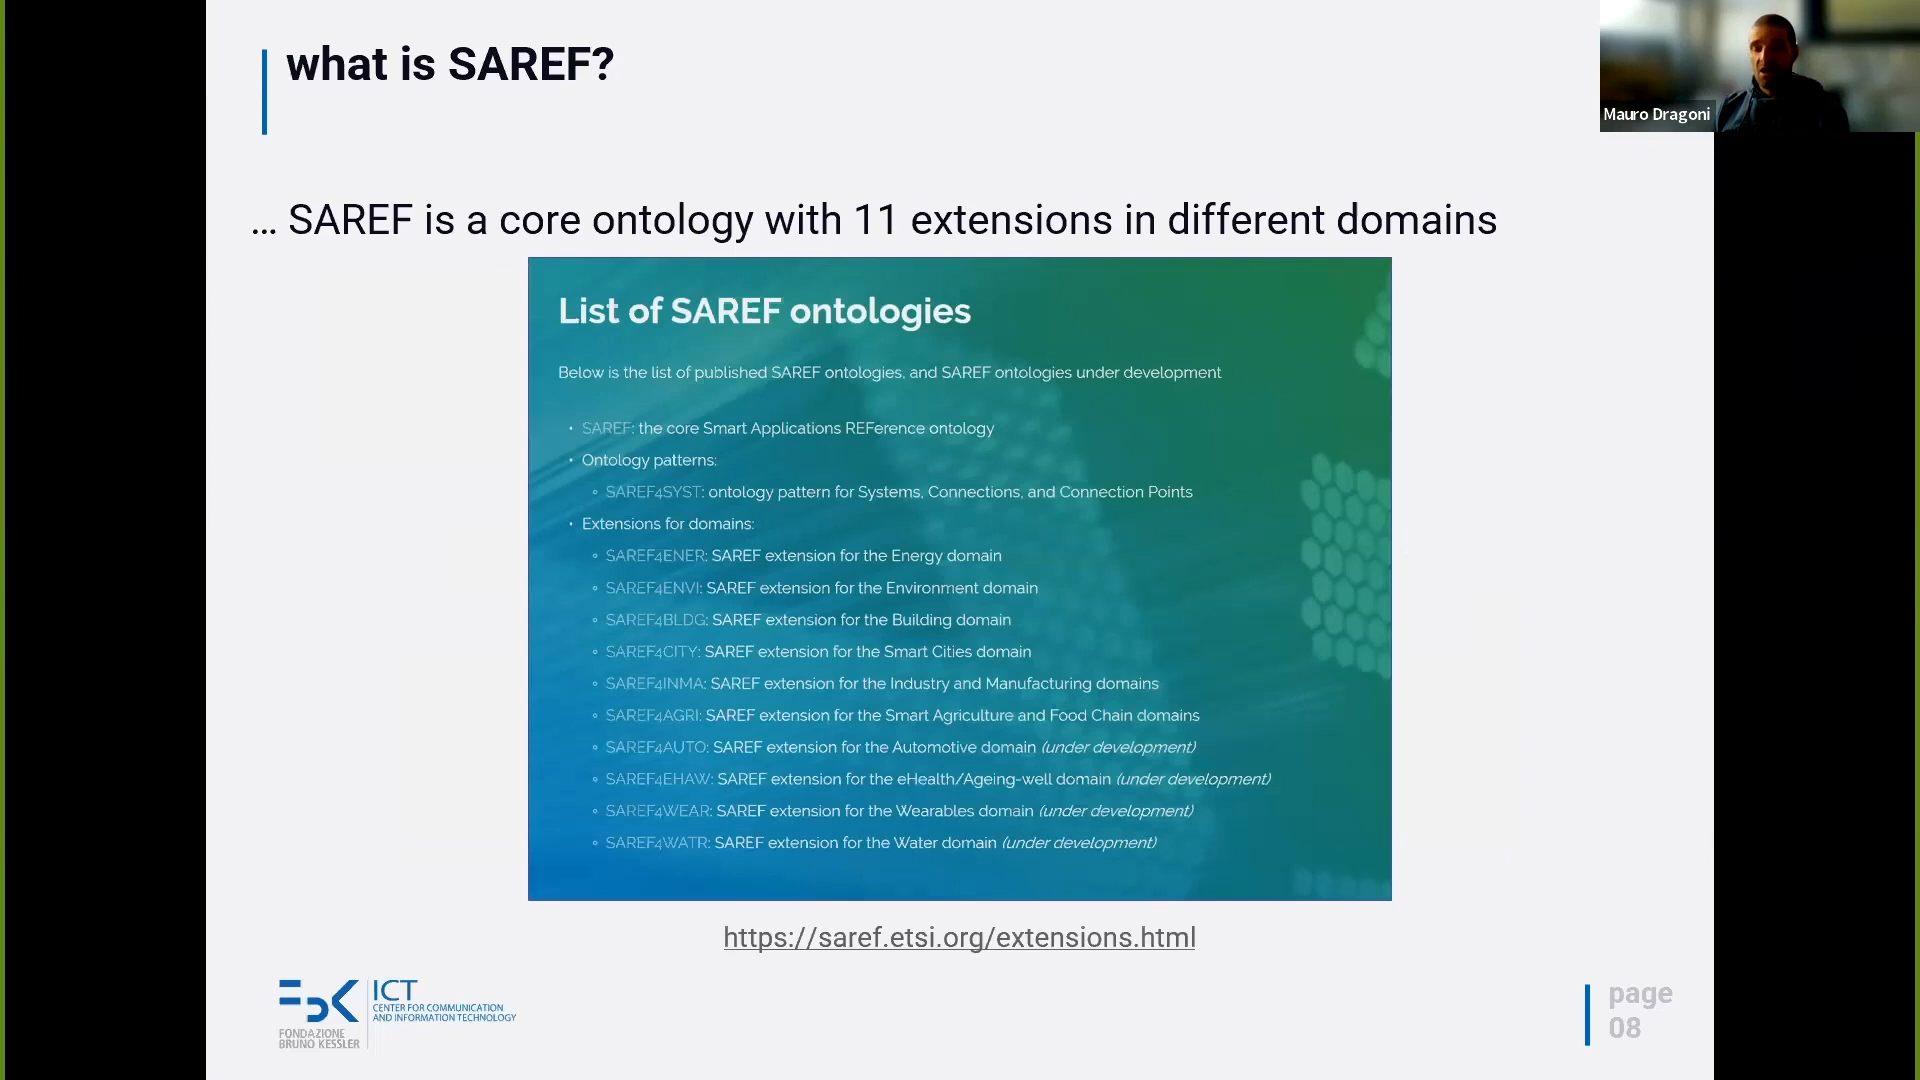 what is SAREF?
Mauro Dragoni
... SAREF is a core ontology with 11 extensions in different domains
List of SAREF ontologies
Below is the list of published SAREF ontologies, and SAREF ontologies under development
• SAREF: the core Smart Applications REFerence ontology
• Ontology patterns:
◦ SAREF4SYST: ontology pattern for Systems, Connections, and Connection Points
• Extensions for domains:
◦ SAREF4ENER: SAREF extension for the Energy domain
◦ SAREF4ENVI: SAREF extension for the Environment domain
◦ SAREF4BLDG: SAREF extension for the Building domain
◦ SAREF4CITY: SAREF extension for the Smart Cities domain
◦ SAREF4INMA: SAREF extension for the Industry and Manufacturing domains
◦ SAREF4AGRI: SAREF extension for the Smart Agriculture and Food Chain domains
◦ SAREF4AUTO: SAREF extension for the Automotive domain (under development)
◦ SAREF4EHAW: SAREF extension for the eHealth/Ageing-well domain (under development)
◦ SAREF4WEAR: SAREF extension for the Wearables domain (under development)
◦ SAREF4WATR: SAREF extension for the Water domain (under development)
https://saref.etsi.org/extensions.html
FBK
FONDAZIONE
BRUNO KESSLER
ICT
CENTER FOR COMMUNICATION
AND INFORMATION TECHNOLOGY
page
08